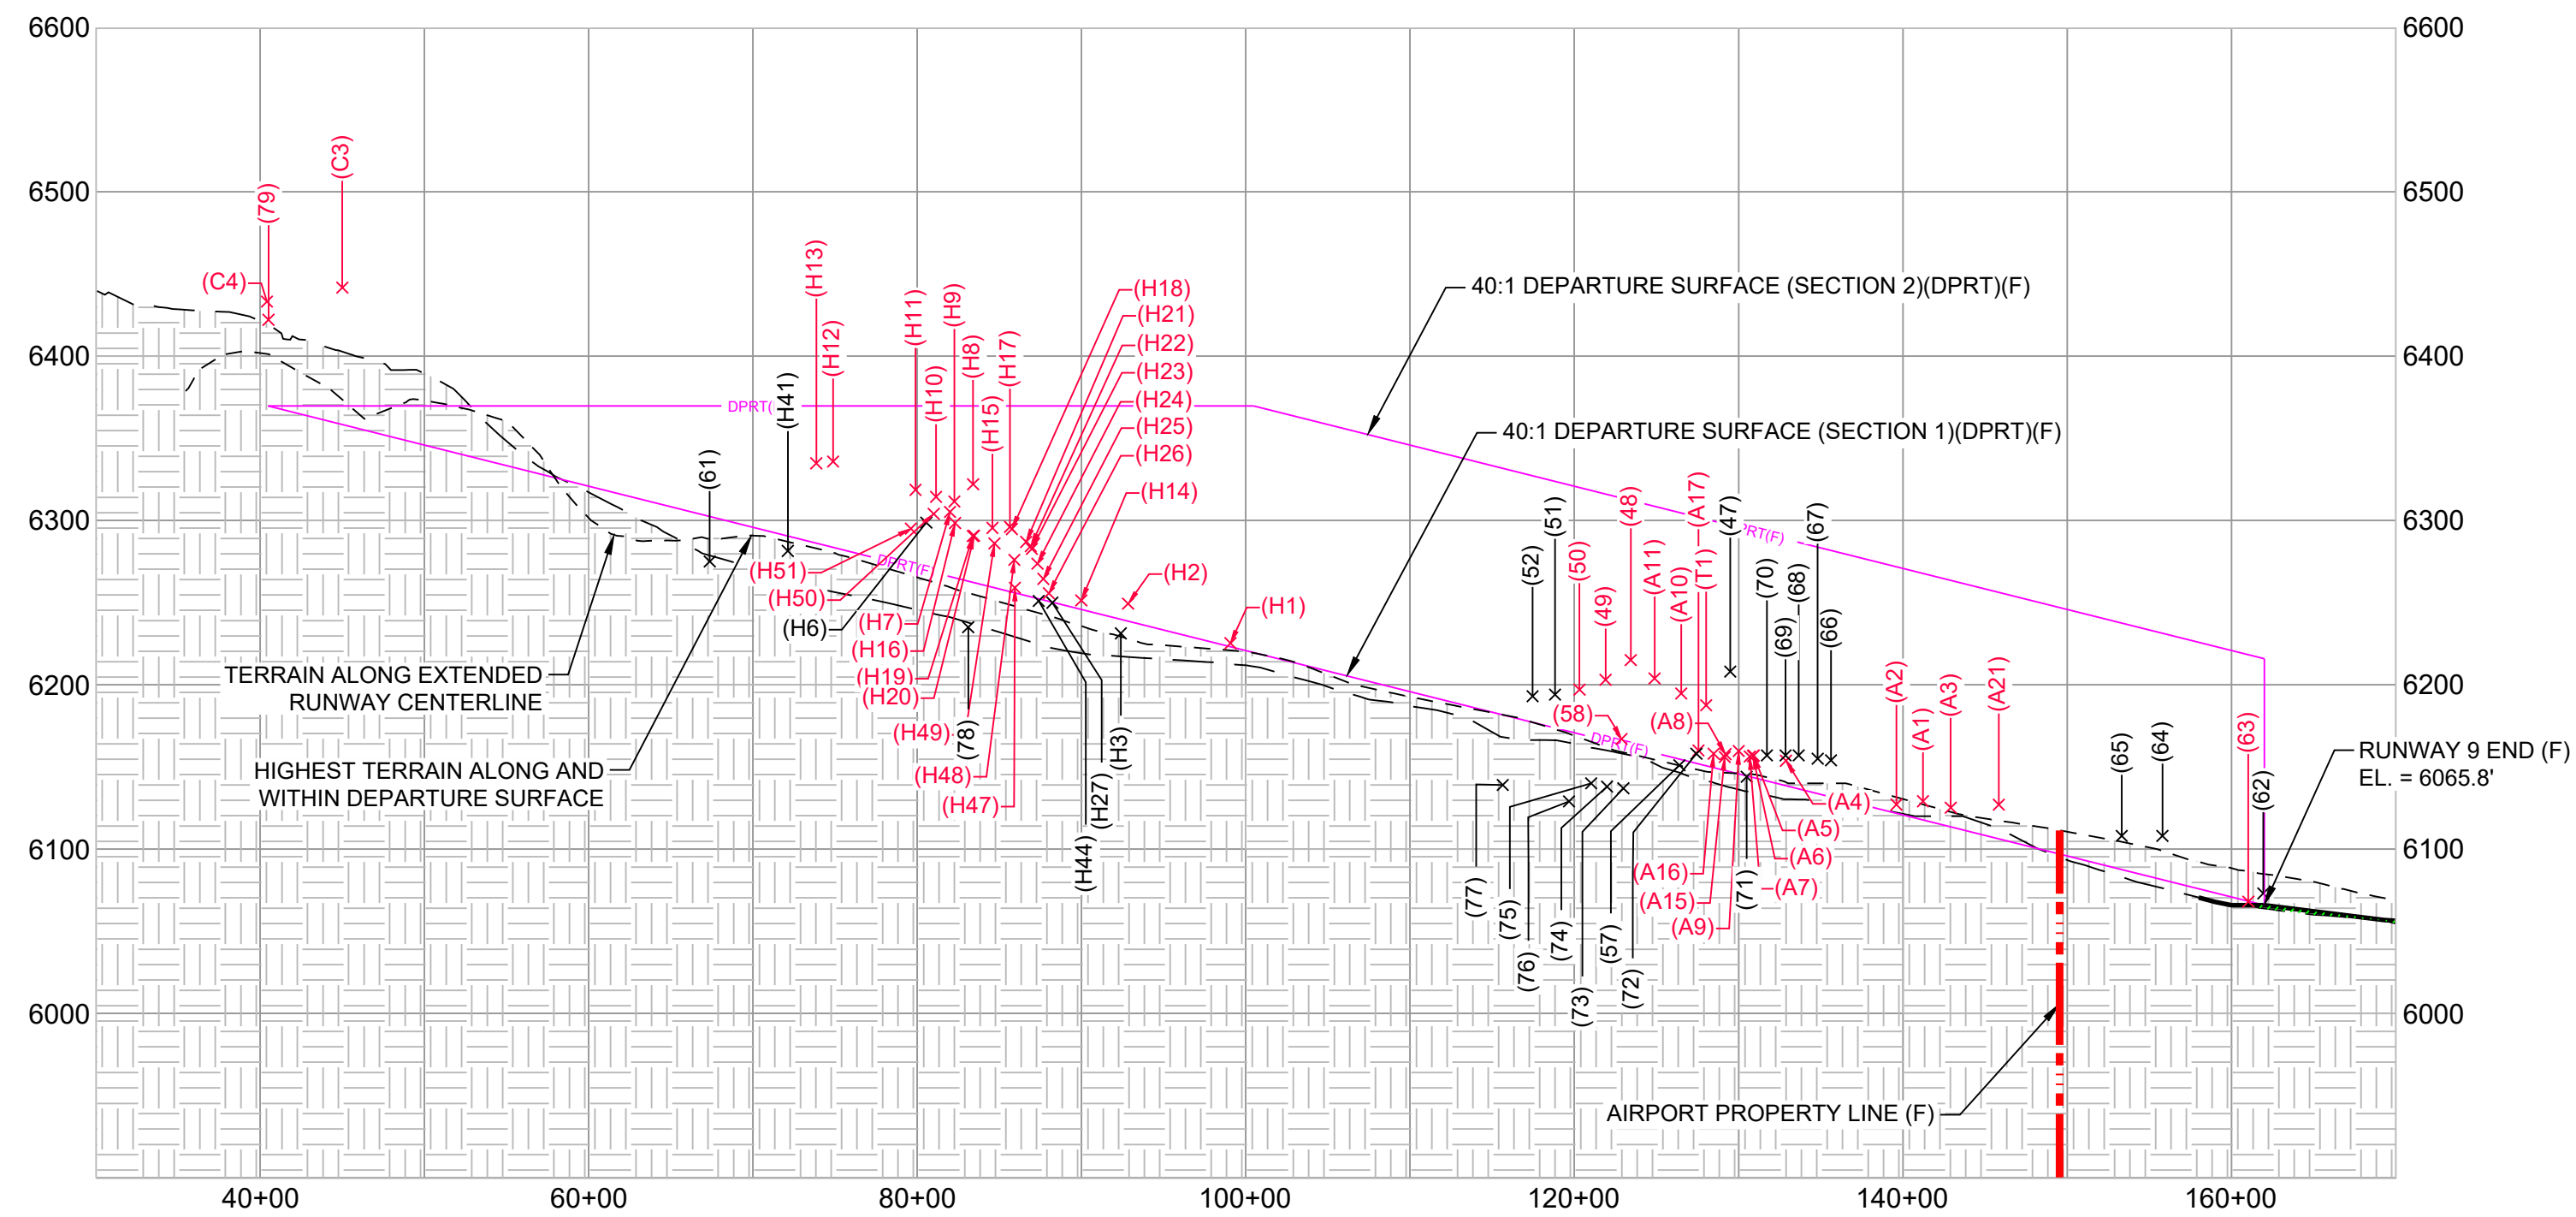 6600
6600
6500
6500
6400
6400
6300
6300
6200
6200
6100
6100
6000
6000
(C3)
(79)
(C4)
(H13)
(H12)
(H11)
(H10)
(H9)
(H8)
(H15)
(H17)
(H18)
(H21)
(H22)
(H23)
(H24)
(H25)
(H26)
(H14)
(H2)
(H1)
(H41)
(61)
DPRT(
DPRT(F
40:1 DEPARTURE SURFACE (SECTION 2)(DPRT)(F)
40:1 DEPARTURE SURFACE (SECTION 1)(DPRT)(F)
(H51)
(H50)
(H6)
(H7)
(H16)
(H19)
(H20)
(H49)
(H48)
(H47)
(78)
(H44)
(H27)
(H3)
TERRAIN ALONG EXTENDED
RUNWAY CENTERLINE
HIGHEST TERRAIN ALONG AND
WITHIN DEPARTURE SURFACE
(52)
(51)
(50)
(49)
(48)
(A11)
(A10)
(A17)
(T1)
(47)
(70)
(69)
(68)
(67)
(66)
PRT(F)
(58)
(A8)
DPRT(F)
(A2)
(A1)
(A3)
(A21)
(65)
(64)
(63)
(62)
RUNWAY 9 END (F)
EL. = 6065.8'
(A4)
(A5)
(A6)
(A7)
(71)
(A16)
(A15)
(A9)
(77)
(75)
(76)
(74)
(73)
(57)
(72)
AIRPORT PROPERTY LINE (F)
40+00
60+00
80+00
100+00
120+00
140+00
160+00